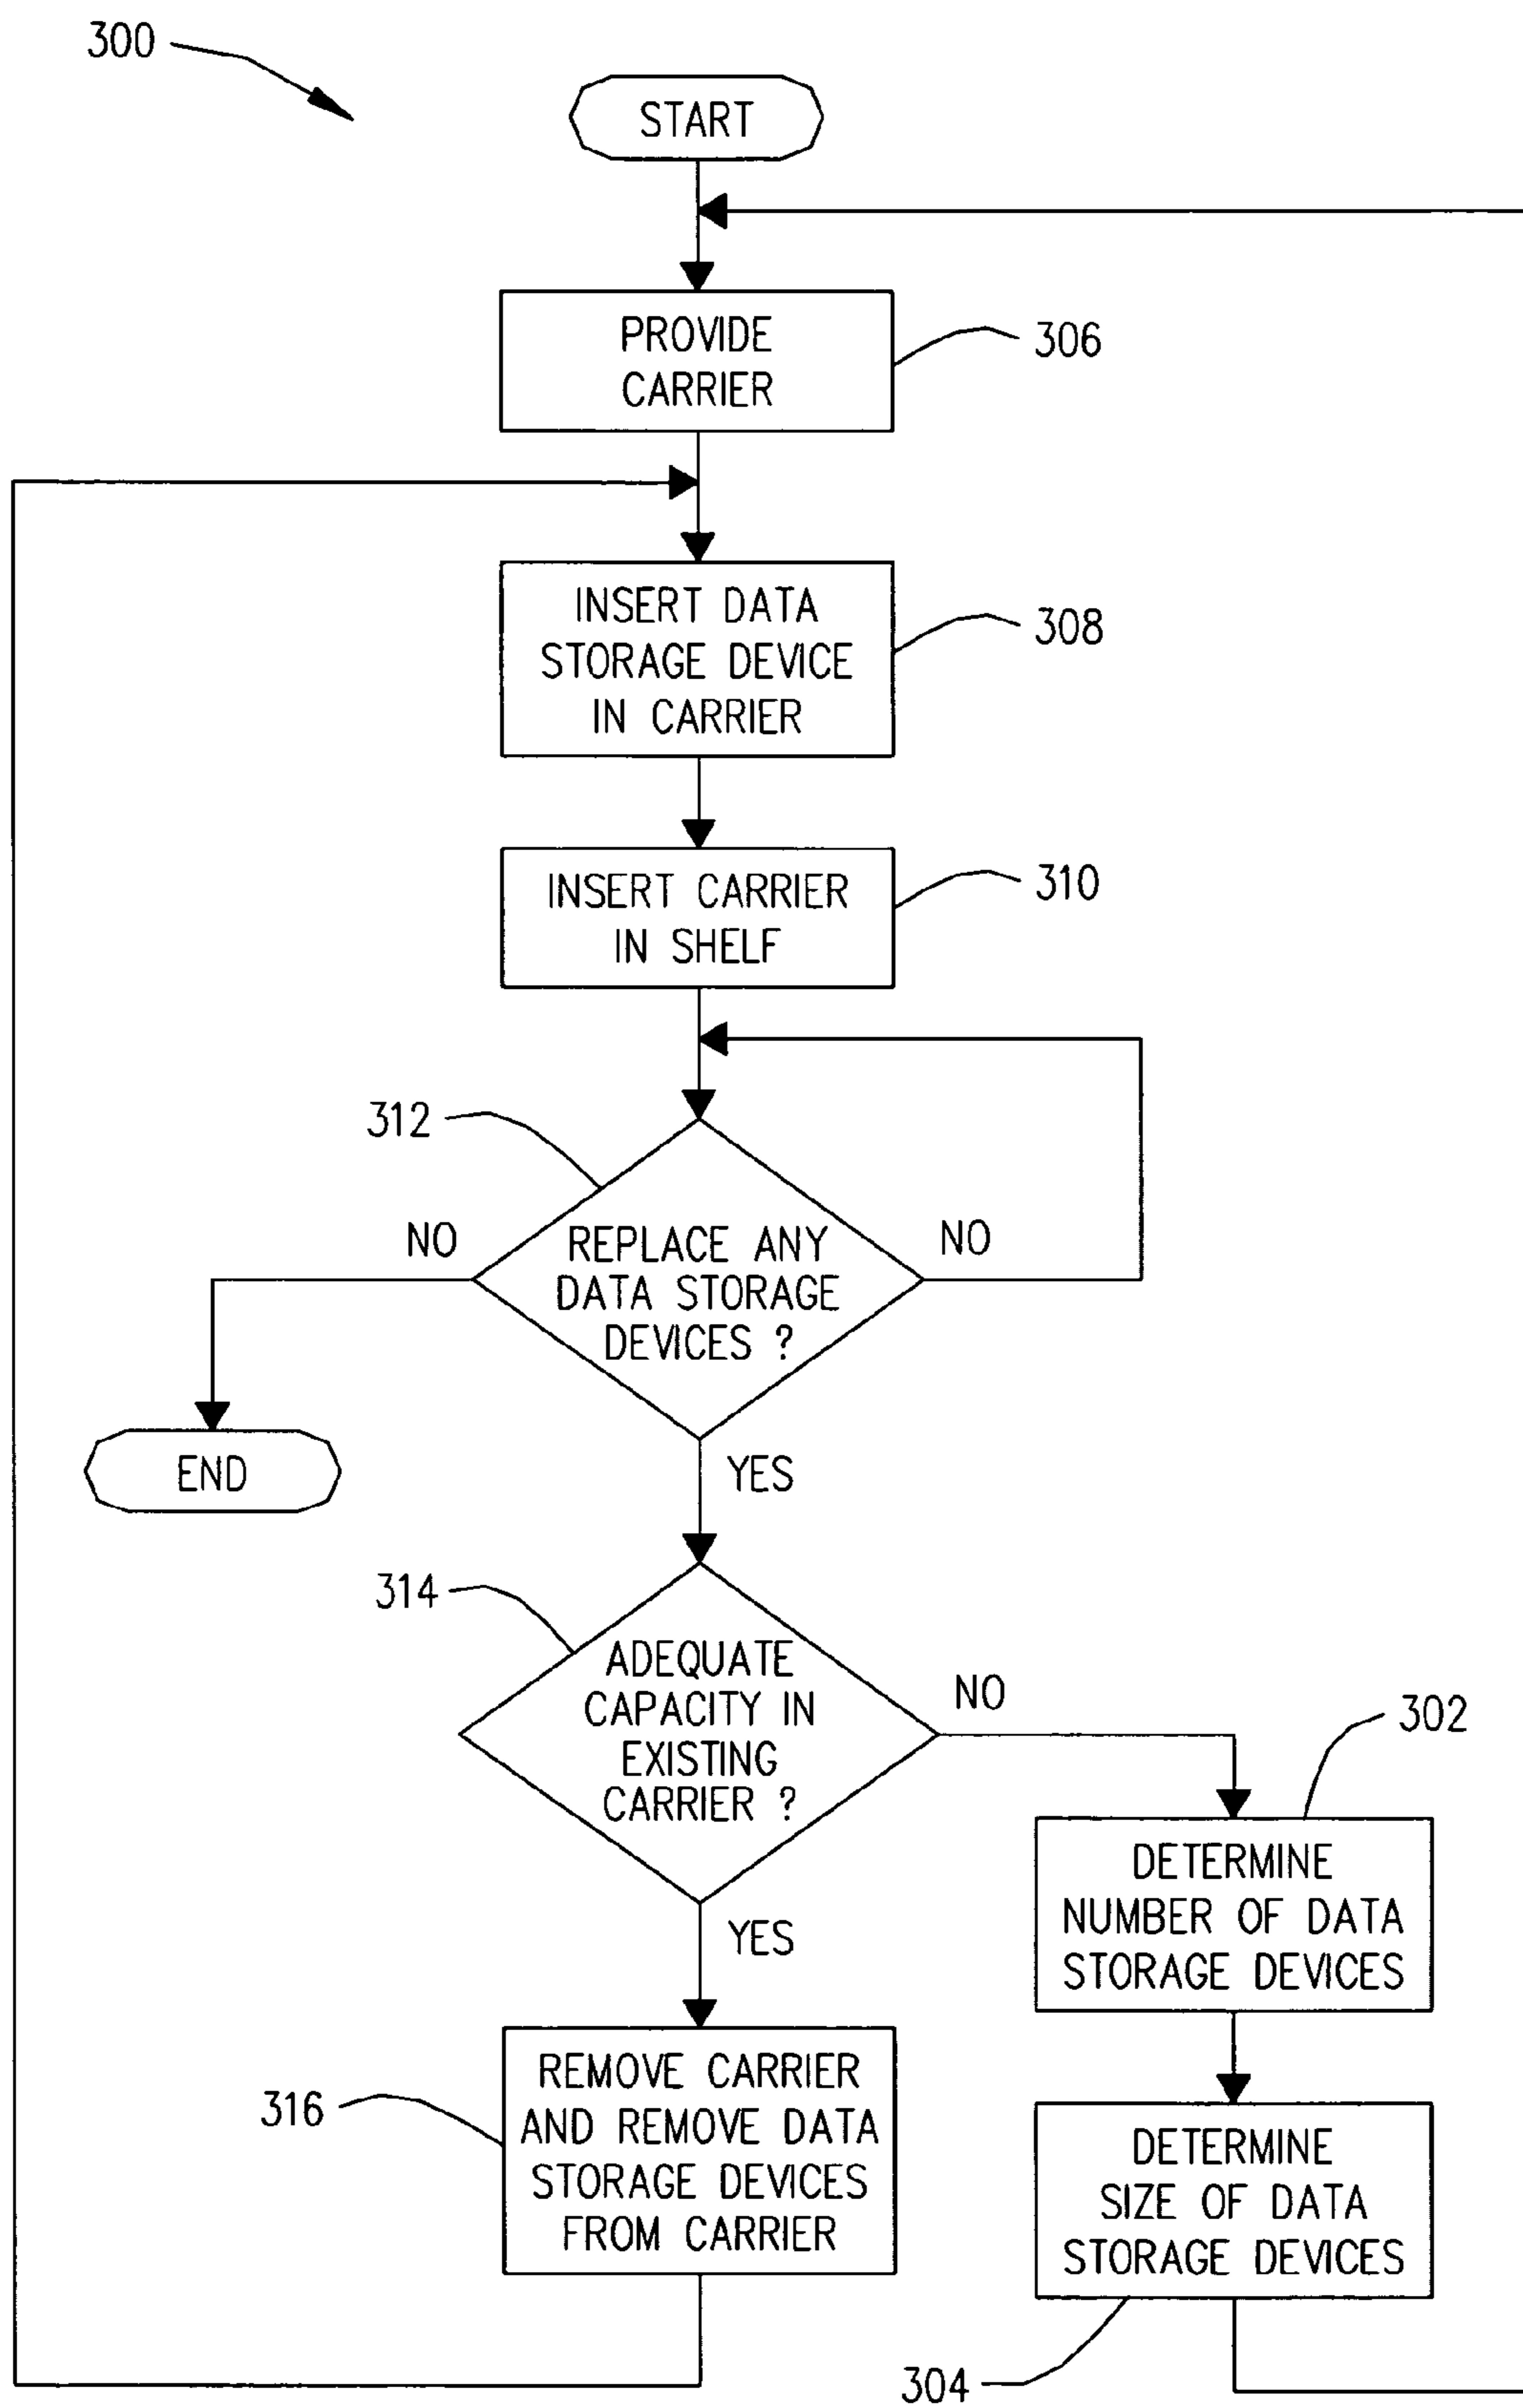 300
START
PROVIDE
CARRIER
306
INSERT DATA
STORAGE DEVICE
IN CARRIER
308
INSERT CARRIER
IN SHELF
310
312
NO
REPLACE ANY
DATA STORAGE
DEVICES ?
NO
END
YES
314
ADEQUATE
CAPACITY IN
EXISTING
CARRIER ?
NO
302
DETERMINE
NUMBER OF DATA
STORAGE DEVICES
YES
316
REMOVE CARRIER
AND REMOVE DATA
STORAGE DEVICES
FROM CARRIER
DETERMINE
SIZE OF DATA
STORAGE DEVICES
304